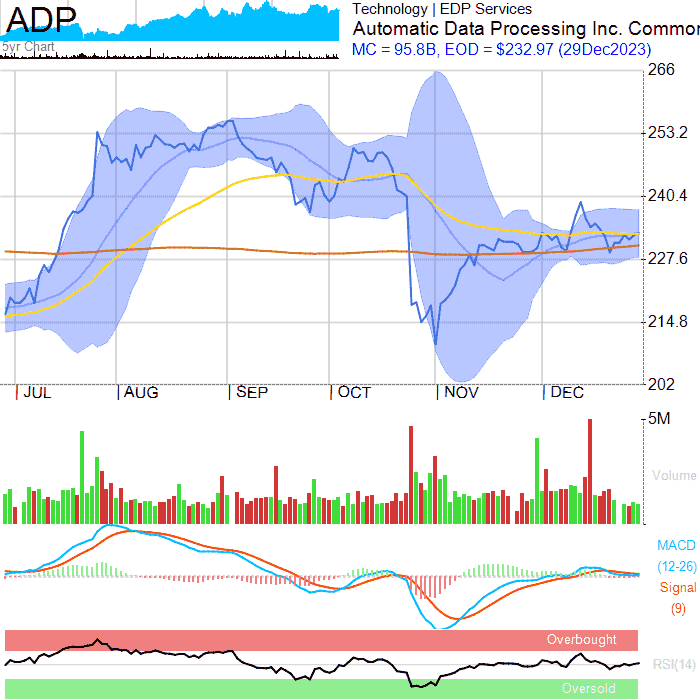 ADP
5yr Chart
Technology | EDP Services
Automatic Data Processing Inc. Common
MC = 95.8B, EOD = $232.97 (29Dec2023)
266
253.2
240.4
227.6
214.8
202
JUL AUG SEP OCT NOV DEC
5M
Volume
MACD
(12-26)
Signal
(9)
Overbought
RSI(14)
Oversold